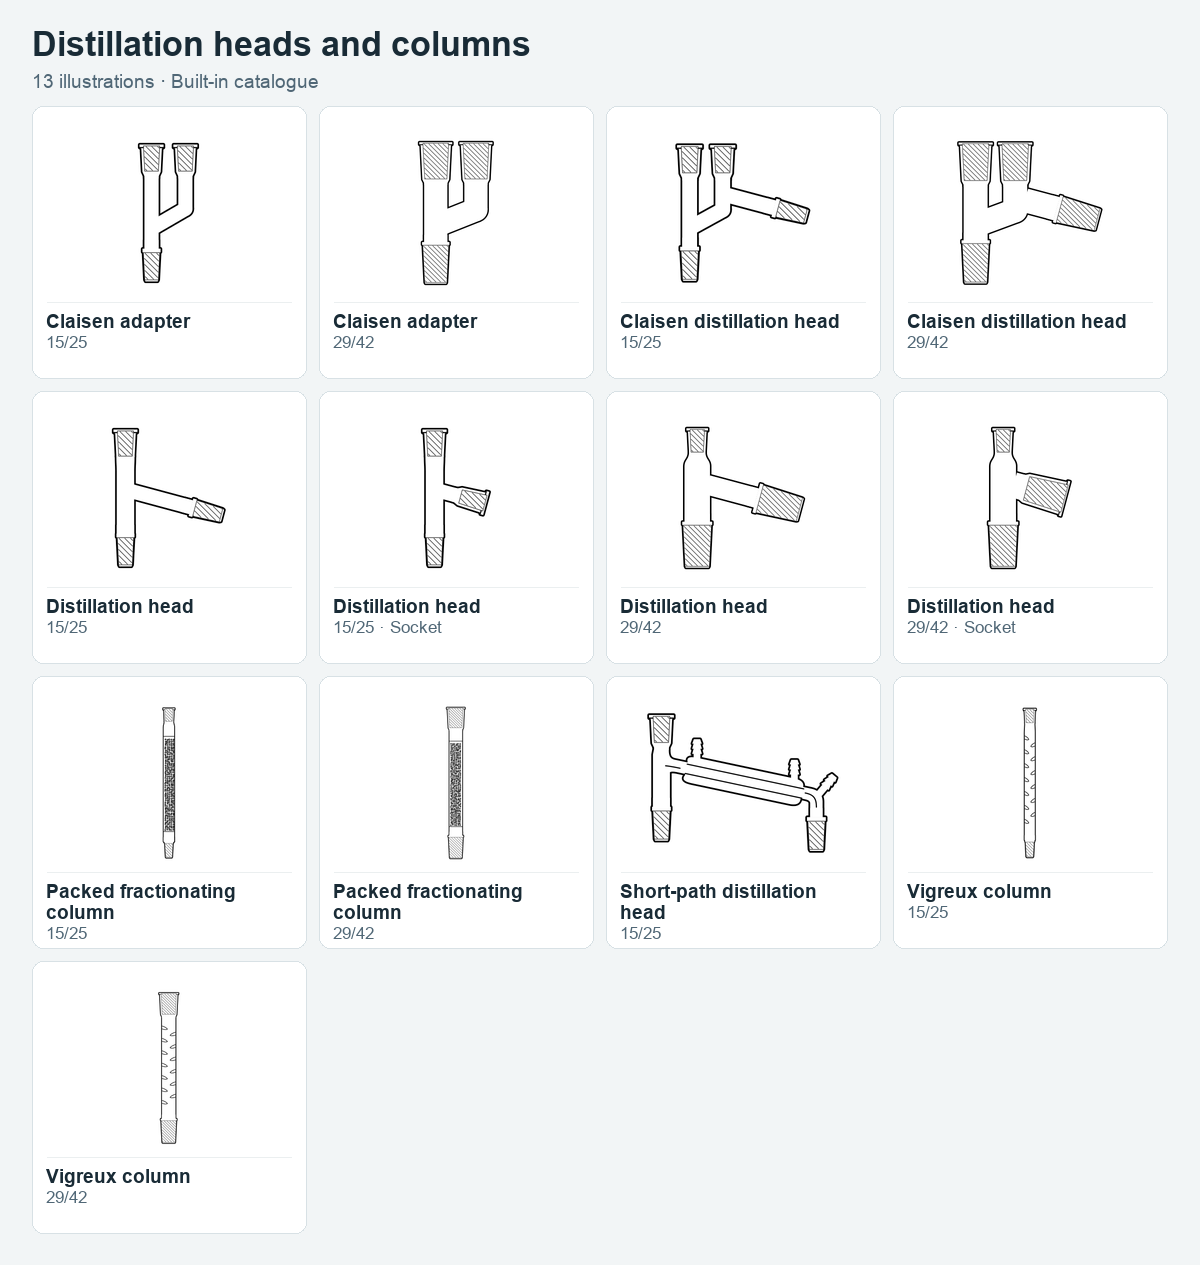 Distillation heads and columns
13 illustrations · Built-in catalogue
Claisen adapter
15/25
Claisen adapter
29/42
Claisen distillation head
15/25
Claisen distillation head
29/42
Distillation head
15/25
Distillation head
15/25 · Socket
Distillation head
29/42
Distillation head
29/42 · Socket
Packed fractionating
column
15/25
Packed fractionating
column
29/42
Short-path distillation
head
15/25
Vigreux column
15/25
Vigreux column
29/42